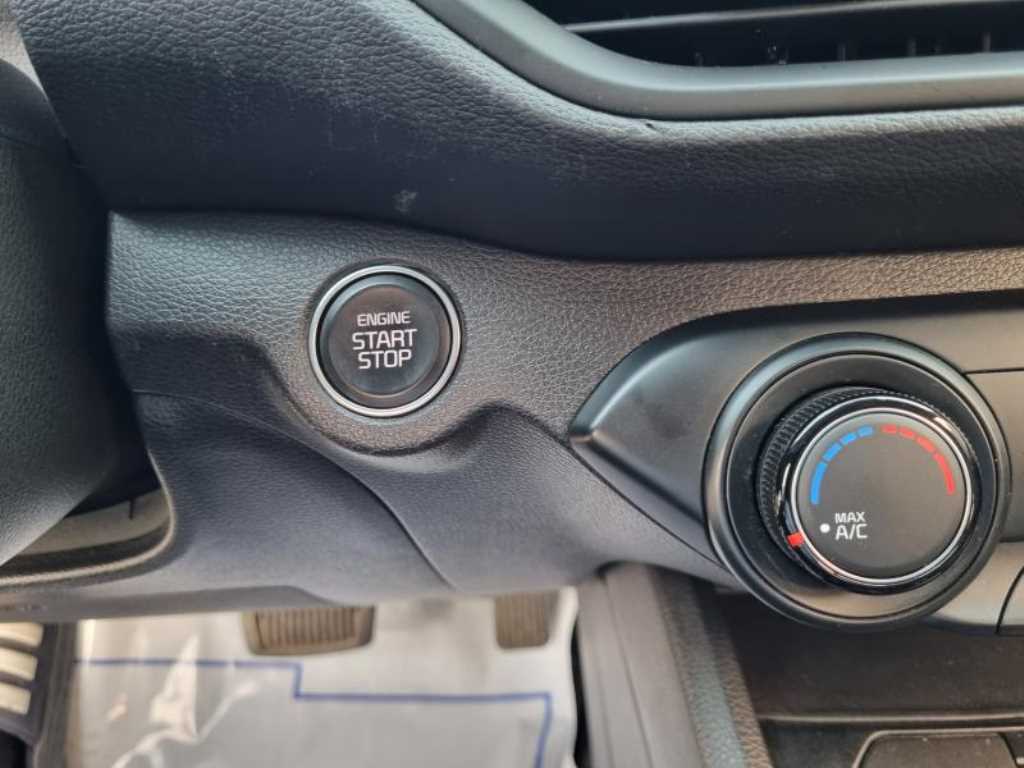 ENGINE
START
STOP
MAX
A/C